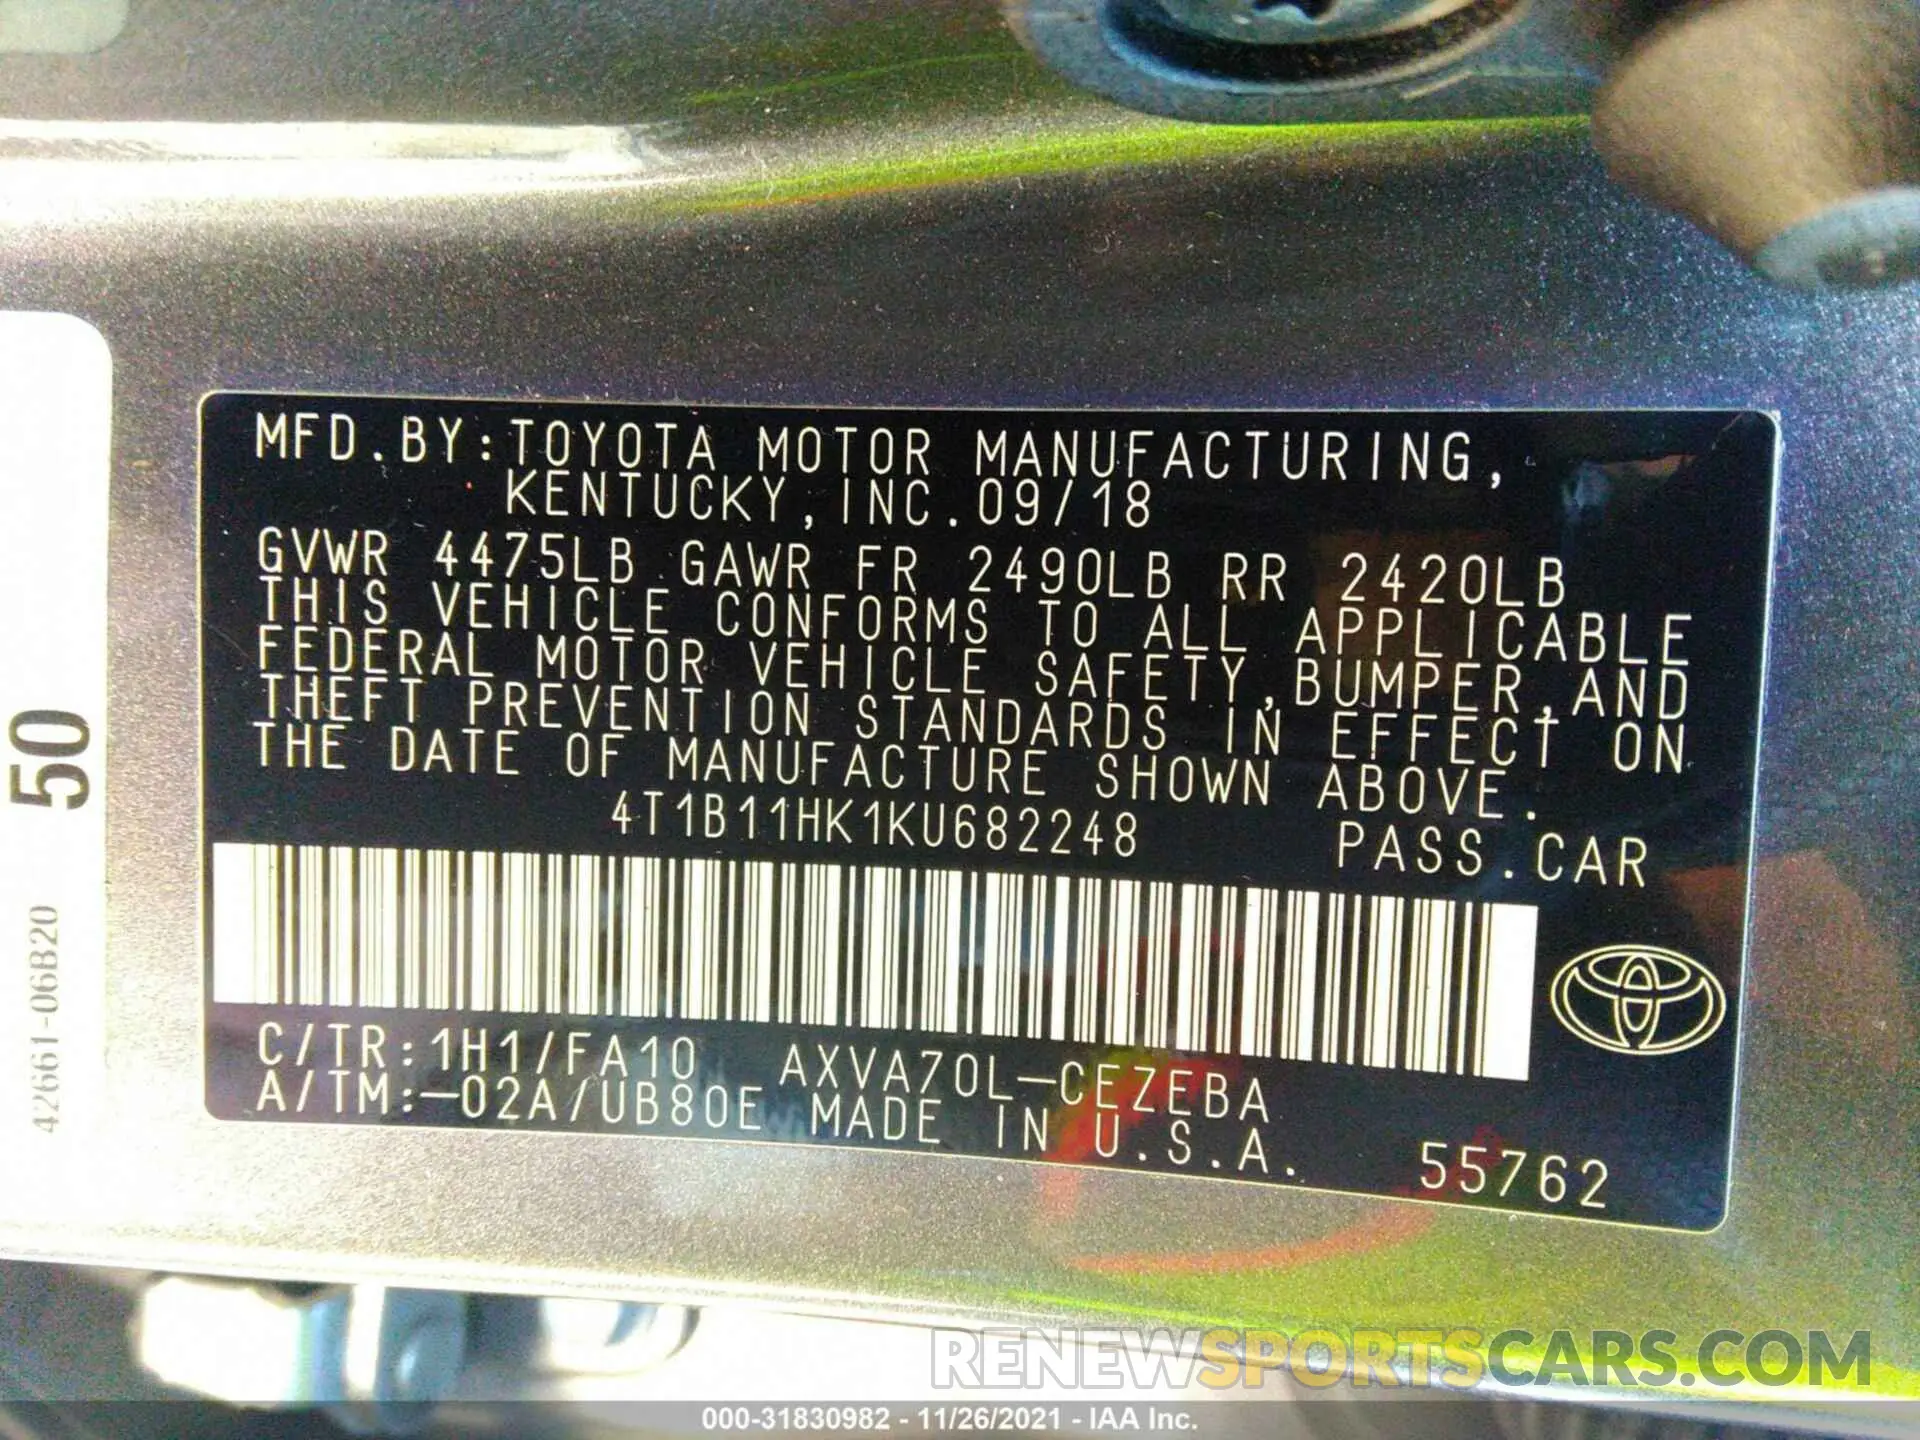 MFD.BY:TOYOTA MOTOR MANUFACTURING,
KENTUCKY,INC.09/18
GVWR 4475LB GAWR FR 2490LB RR 2420LB
THIS VEHICLE CONFORMS TO ALL APPLICABLE
FEDERAL MOTOR VEHICLE SAFETY,BUMPER,AND
THEFT PREVENTION STANDARDS IN EFFECT ON
THE DATE OF MANUFACTURE SHOWN ABOVE.
4T1B11HK1KU682248 PASS.CAR
C/TR:1H1/FA10 AXVA70L-CEZEBA
A/TM:-02A/UB80E MADE IN U.S.A.
55762
50
42661-06B20
RENEWSPORTSCARS.COM
000-31830982 - 11/26/2021 - IAA Inc.